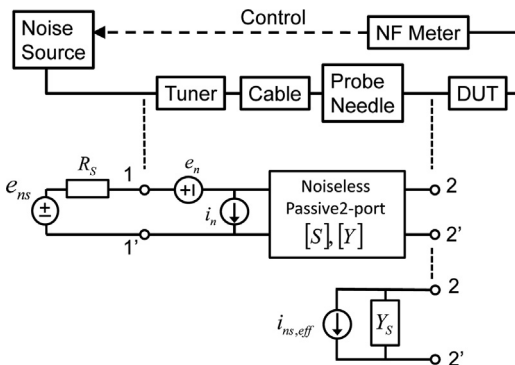 Noise
Source
Control
NF Meter
Tuner
Cable
Probe
Needle
DUT
R_S
1
e_n
e_ns
±
+I
i_n
Noiseless
Passive2-port
[S],[Y]
2
1'
2'
2
i_ns,eff
Y_S
2'